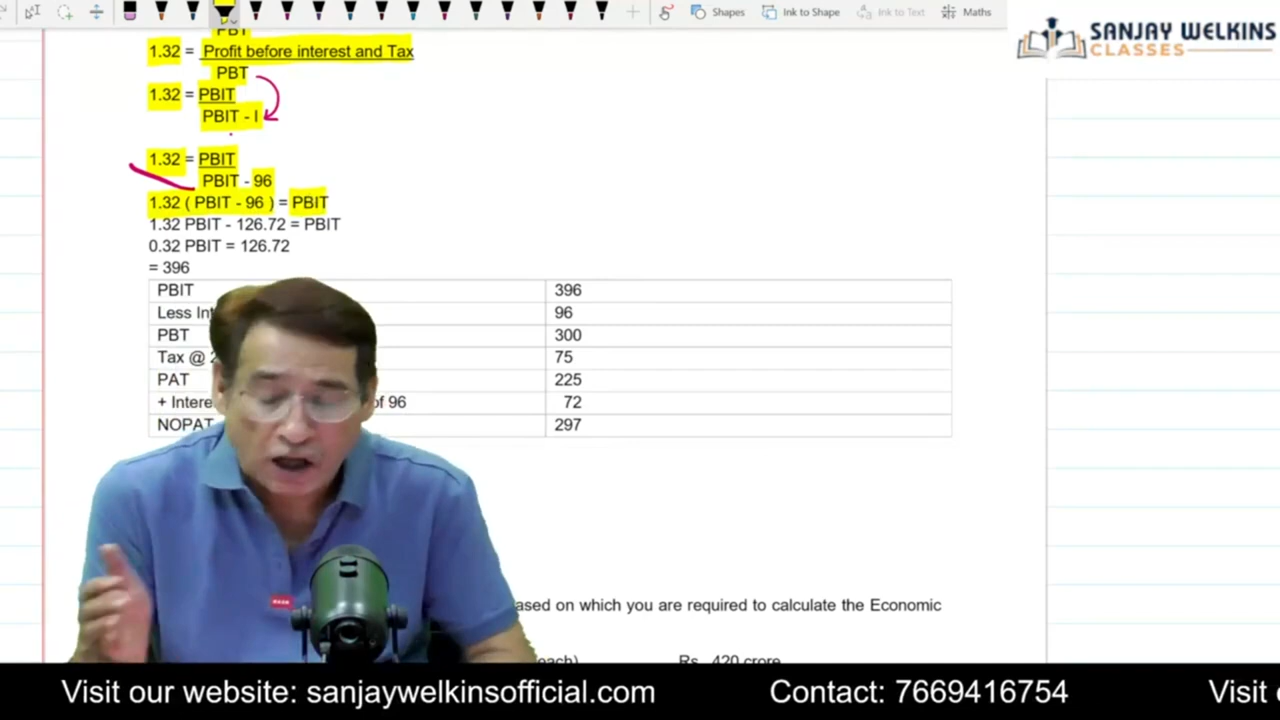 Shapes Ink to Shape Ink to Text Maths
SANJAY WELKINS
CLASSES
PBT
1.32 = Profit before interest and Tax
PBT
1.32 = PBIT
PBIT - I
1.32 = PBIT
PBIT - 96
1.32 ( PBIT - 96 ) = PBIT
1.32 PBIT - 126.72 = PBIT
0.32 PBIT = 126.72
= 396
PBIT 396
Less 96
PBT 300
Tax @ 75
PAT 225
+ of 96 72
NOPAT 297
on which you are required to calculate the Economic
Rs. 420 crore
Visit our website: sanjaywelkinsofficial.com Contact: 7669416754 Visit